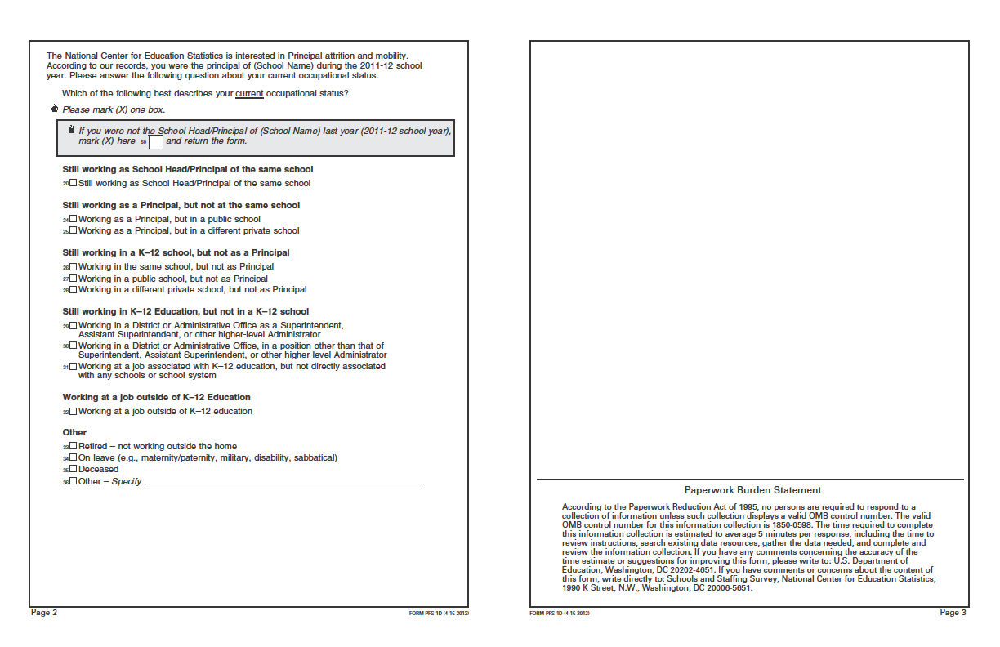 The National Center for Education Statistics is interested in Principal attrition and mobility.
According to our records, you were the principal of (School Name) during the 2011-12 school
year. Please answer the following question about your current occupational status.
Which of the following best describes your current occupational status?
Please mark (X) one box.
If you were not the School Head/Principal of (School Name) last year (2011-12 school year),
mark (X) here 50 and return the form.
Still working as School Head/Principal of the same school
20 Still working as School Head/Principal of the same school
Still working as a Principal, but not at the same school
24 Working as a Principal, but in a public school
25 Working as a Principal, but in a different private school
Still working in a K–12 school, but not as a Principal
26 Working in the same school, but not as Principal
27 Working in a public school, but not as Principal
28 Working in a different private school, but not as Principal
Still working in K–12 Education, but not in a K–12 school
29 Working in a District or Administrative Office as a Superintendent,
Assistant Superintendent, or other higher-level Administrator
30 Working in a District or Administrative Office, in a position other than that of
Superintendent, Assistant Superintendent, or other higher-level Administrator
31 Working at a job associated with K–12 education, but not directly associated
with any schools or school system
Working at a job outside of K–12 Education
32 Working at a job outside of K–12 education
Other
33 Retired – not working outside the home
34 On leave (e.g., maternity/paternity, military, disability, sabbatical)
35 Deceased
36 Other – Specify
Page 2
FORM PFS-1D (4-16-2012)
Paperwork Burden Statement
According to the Paperwork Reduction Act of 1995, no persons are required to respond to a
collection of information unless such collection displays a valid OMB control number. The valid
OMB control number for this information collection is 1850-0598. The time required to complete
this information collection is estimated to average 5 minutes per response, including the time to
review instructions, search existing data resources, gather the data needed, and complete and
review the information collection. If you have any comments concerning the accuracy of the
time estimate or suggestions for improving this form, please write to: U.S. Department of
Education, Washington, DC 20202-4651. If you have comments or concerns about the content of
this form, write directly to: Schools and Staffing Survey, National Center for Education Statistics,
1990 K Street, N.W., Washington, DC 20006-5651.
FORM PFS-1D (4-16-2012)
Page 3